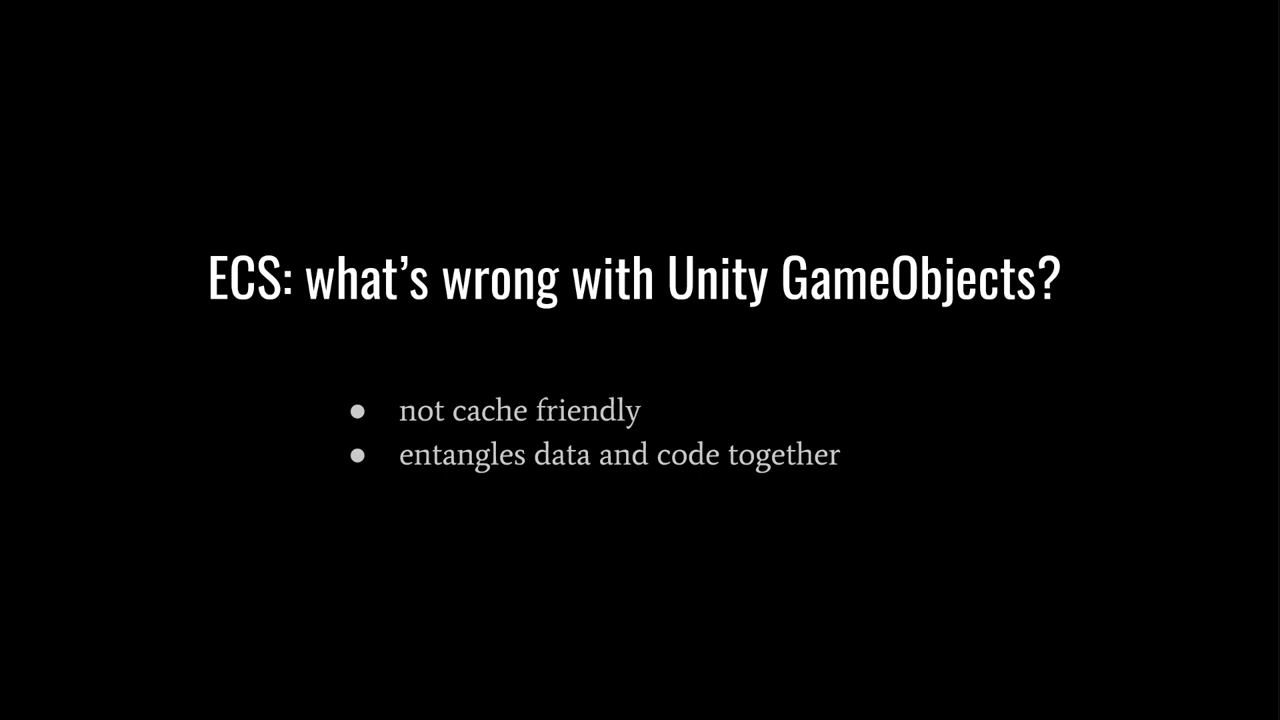 ECS: what’s wrong with Unity GameObjects?
● not cache friendly
● entangles data and code together